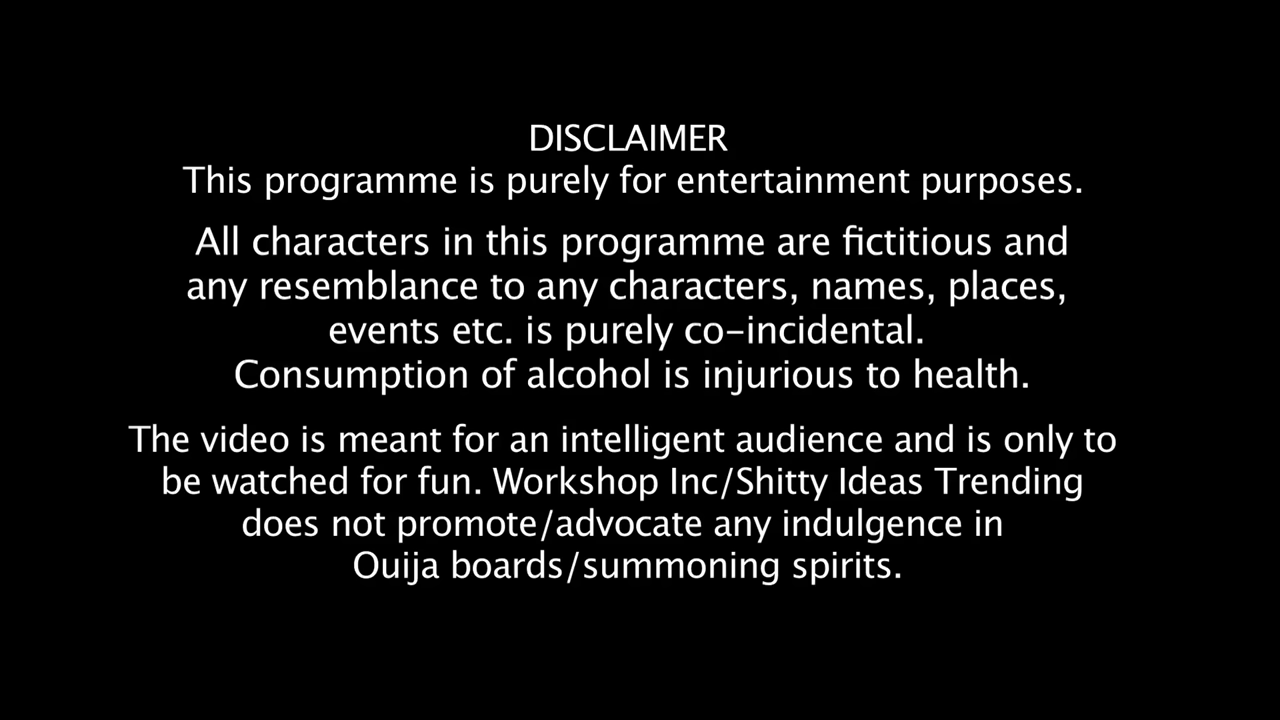 DISCLAIMER
This programme is purely for entertainment purposes.
All characters in this programme are fictitious and
any resemblance to any characters, names, places,
events etc. is purely co-incidental.
Consumption of alcohol is injurious to health.
The video is meant for an intelligent audience and is only to
be watched for fun. Workshop Inc/Shitty Ideas Trending
does not promote/advocate any indulgence in
Ouija boards/summoning spirits.